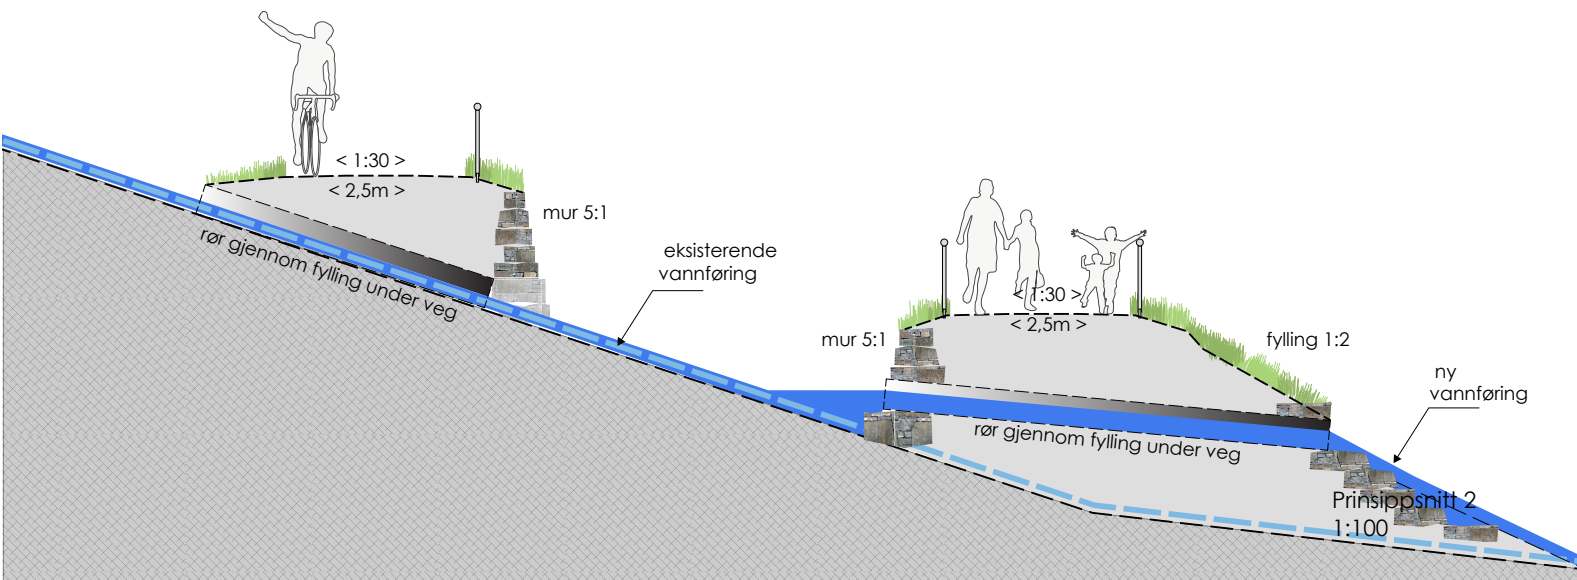 < 1:30 >
< 2,5m >
mur 5:1
rør gjennom fylling under veg
eksisterende
vannføring
< 1:30 >
< 2,5m >
mur 5:1
fylling 1:2
rør gjennom fylling under veg
ny
vannføring
Prinsippsnitt 2
1:100